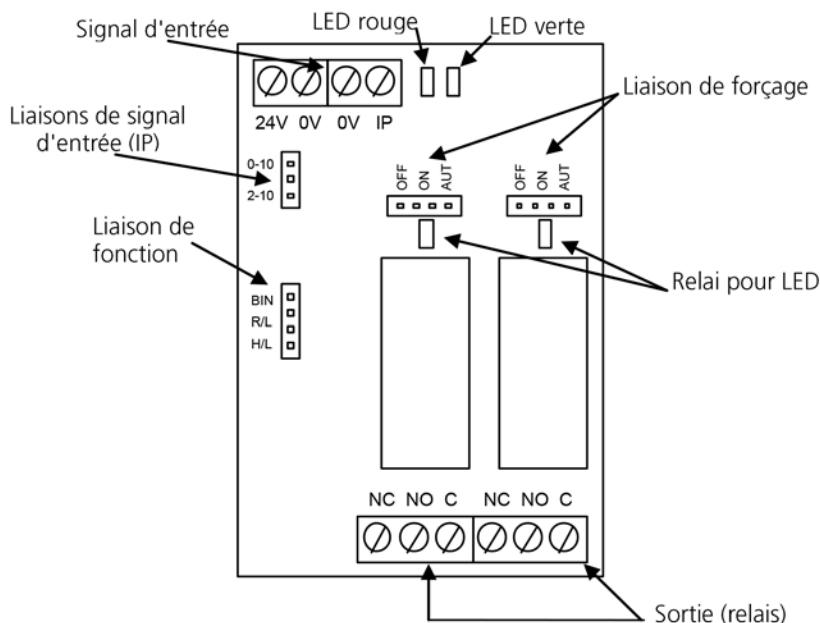 Signal d'entrée
LED rouge
LED verte
Liaison de forçage
24V 0V 0V IP
Liaisons de signal
d'entrée (IP)
0-10
2-10
OFF ON AUT
OFF ON AUT
Liaison de
fonction
BIN
R/L
H/L
Relai pour LED
NC NO C NC NO C
Sortie (relais)